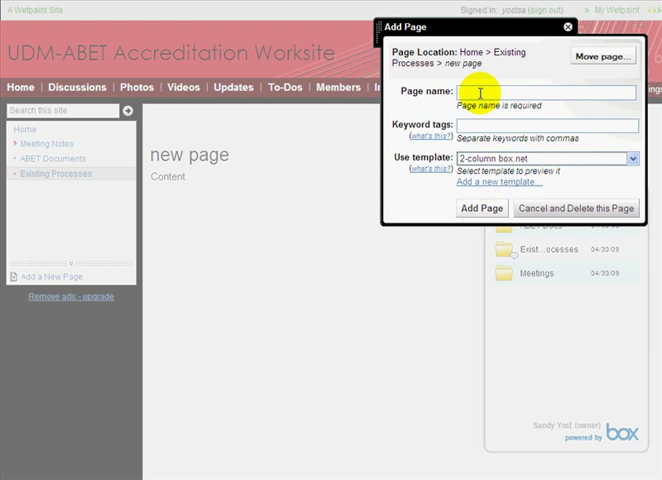 A Wetpaint Site
Signed in: yostsa (sign out)
» My Wetpaint
UDM-ABET Accreditation Worksite
Home Discussions Photos Videos Updates To-Dos Members
Add Page
Page Location: Home > Existing
Processes > new page
Move page...
Page name:
Page name is required
Keyword tags:
(what's this?)
Separate keywords with commas
Use template:
2-column box.net
(what's this?)
Select template to preview it
Add a new template...
Add Page
Cancel and Delete this Page
Search this site
Home
Meeting Notes
ABET Documents
Existing Processes
Add a New Page
Remove ads - upgrade
new page
Content
Exist...ocesses 04/30/09
Meetings 04/30/09
Sandy Yost (owner)
powered by box